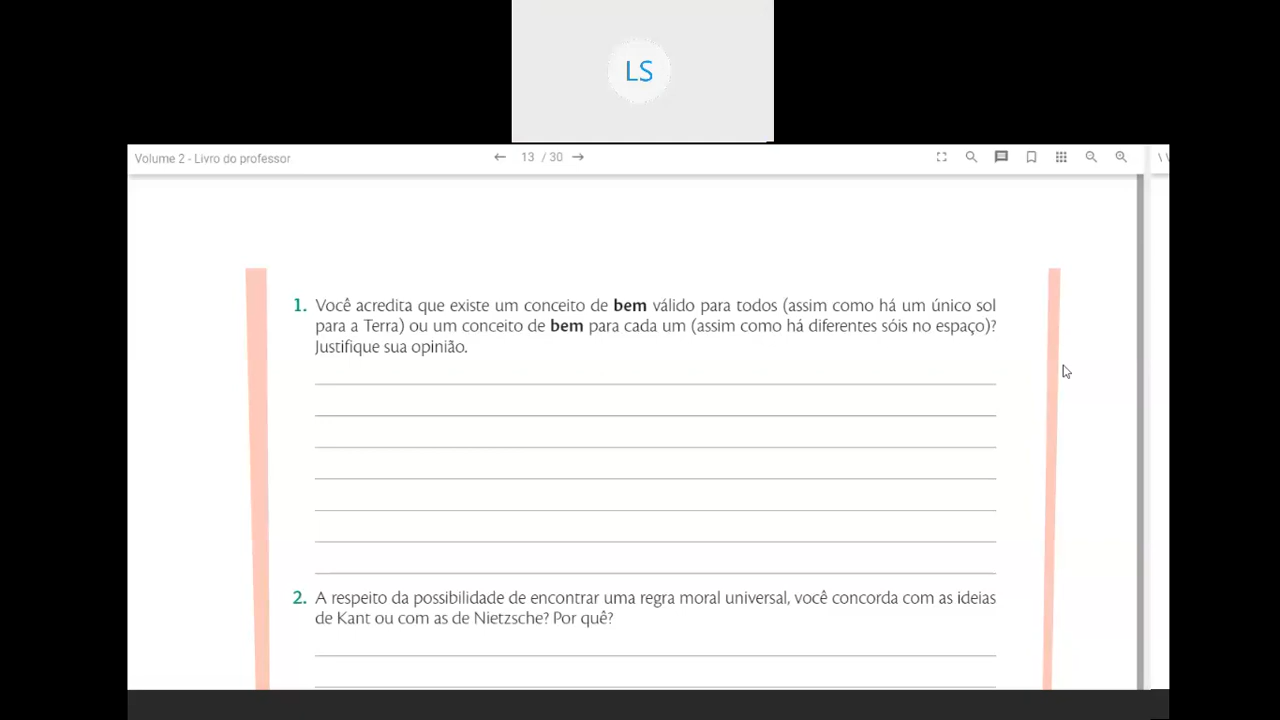 LS
Volume 2 - Livro do professor
13 / 30
1. Você acredita que existe um conceito de bem válido para todos (assim como há um único sol
para a Terra) ou um conceito de bem para cada um (assim como há diferentes sóis no espaço)?
Justifique sua opinião.
2. A respeito da possibilidade de encontrar uma regra moral universal, você concorda com as ideias
de Kant ou com as de Nietzsche? Por quê?